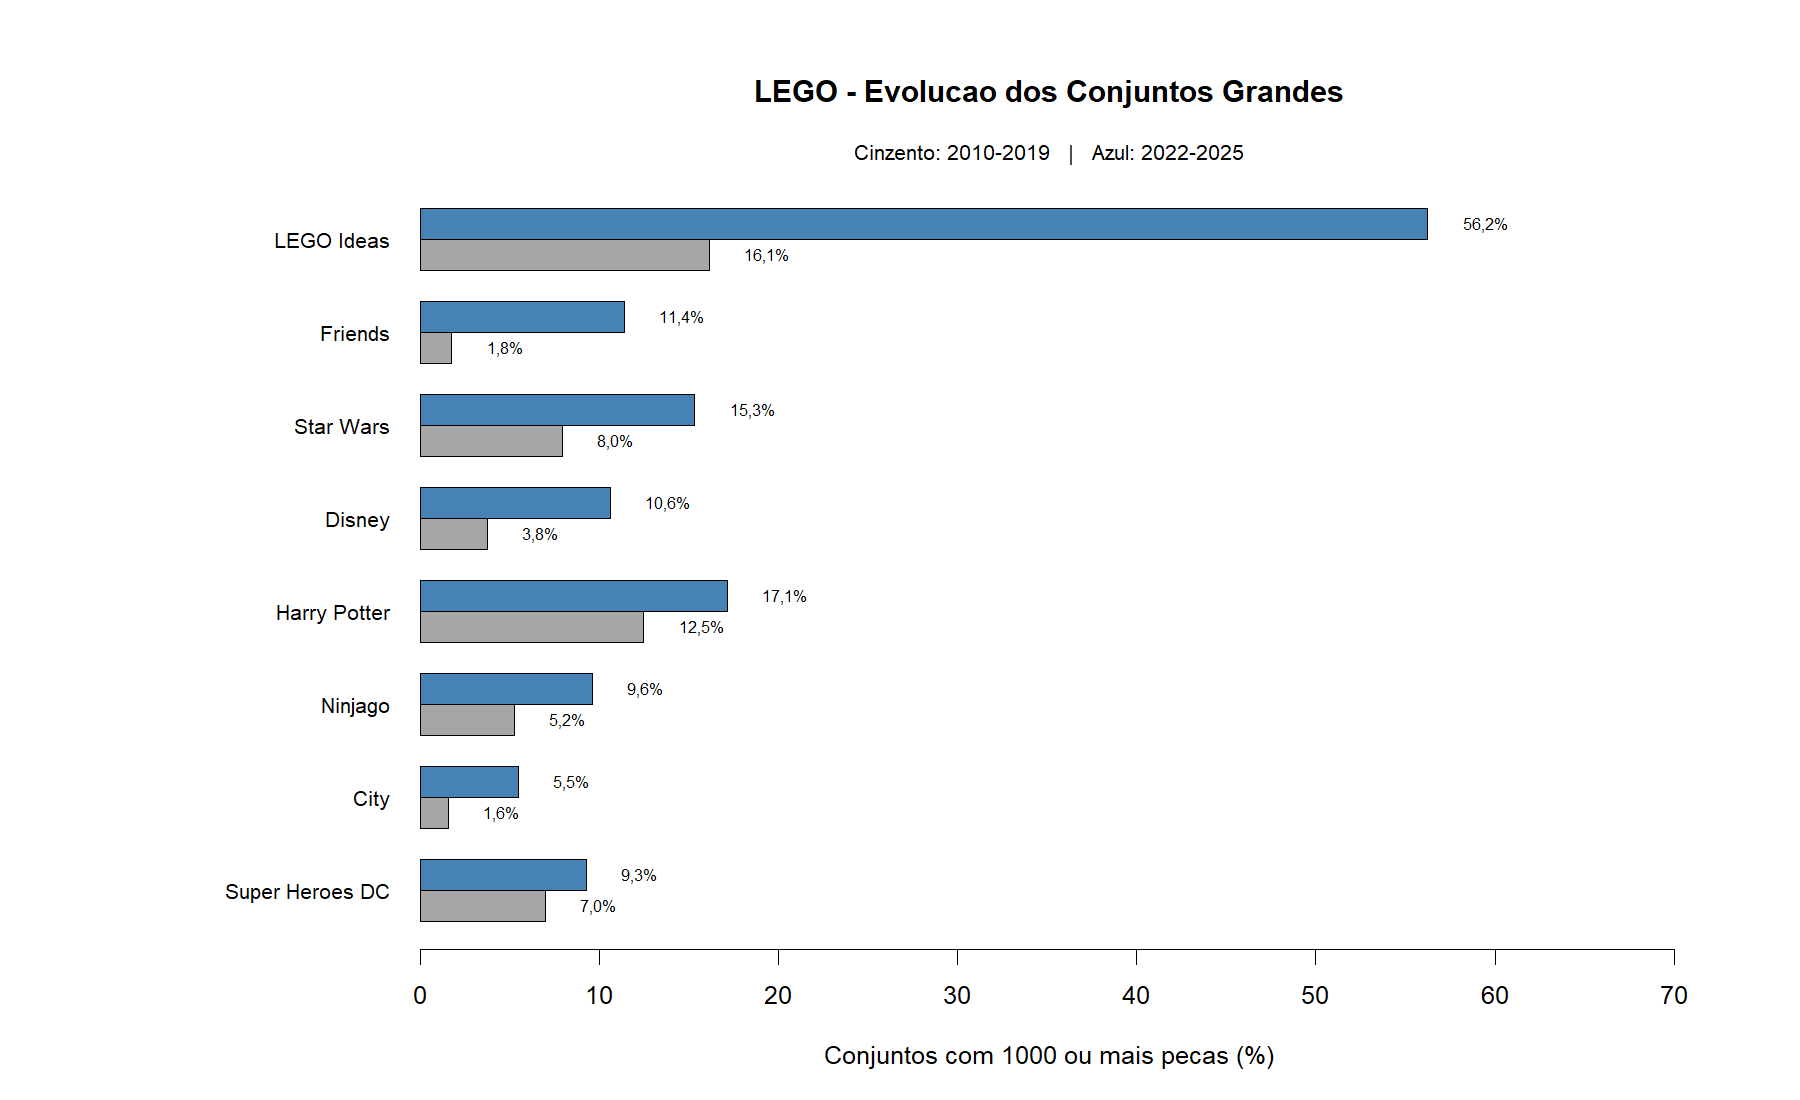 LEGO - Evolucao dos Conjuntos Grandes
Cinzento: 2010-2019 | Azul: 2022-2025
LEGO Ideas
56,2%
16,1%
Friends
11,4%
1,8%
Star Wars
15,3%
8,0%
Disney
10,6%
3,8%
Harry Potter
17,1%
12,5%
Ninjago
9,6%
5,2%
City
5,5%
1,6%
Super Heroes DC
9,3%
7,0%
0 10 20 30 40 50 60 70
Conjuntos com 1000 ou mais pecas (%)